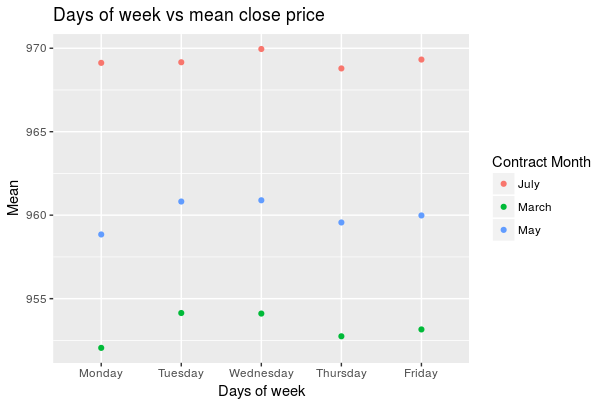 Days of week vs mean close price
970
965
960
955
Mean
Monday Tuesday Wednesday Thursday Friday
Days of week
Contract Month
July
March
May